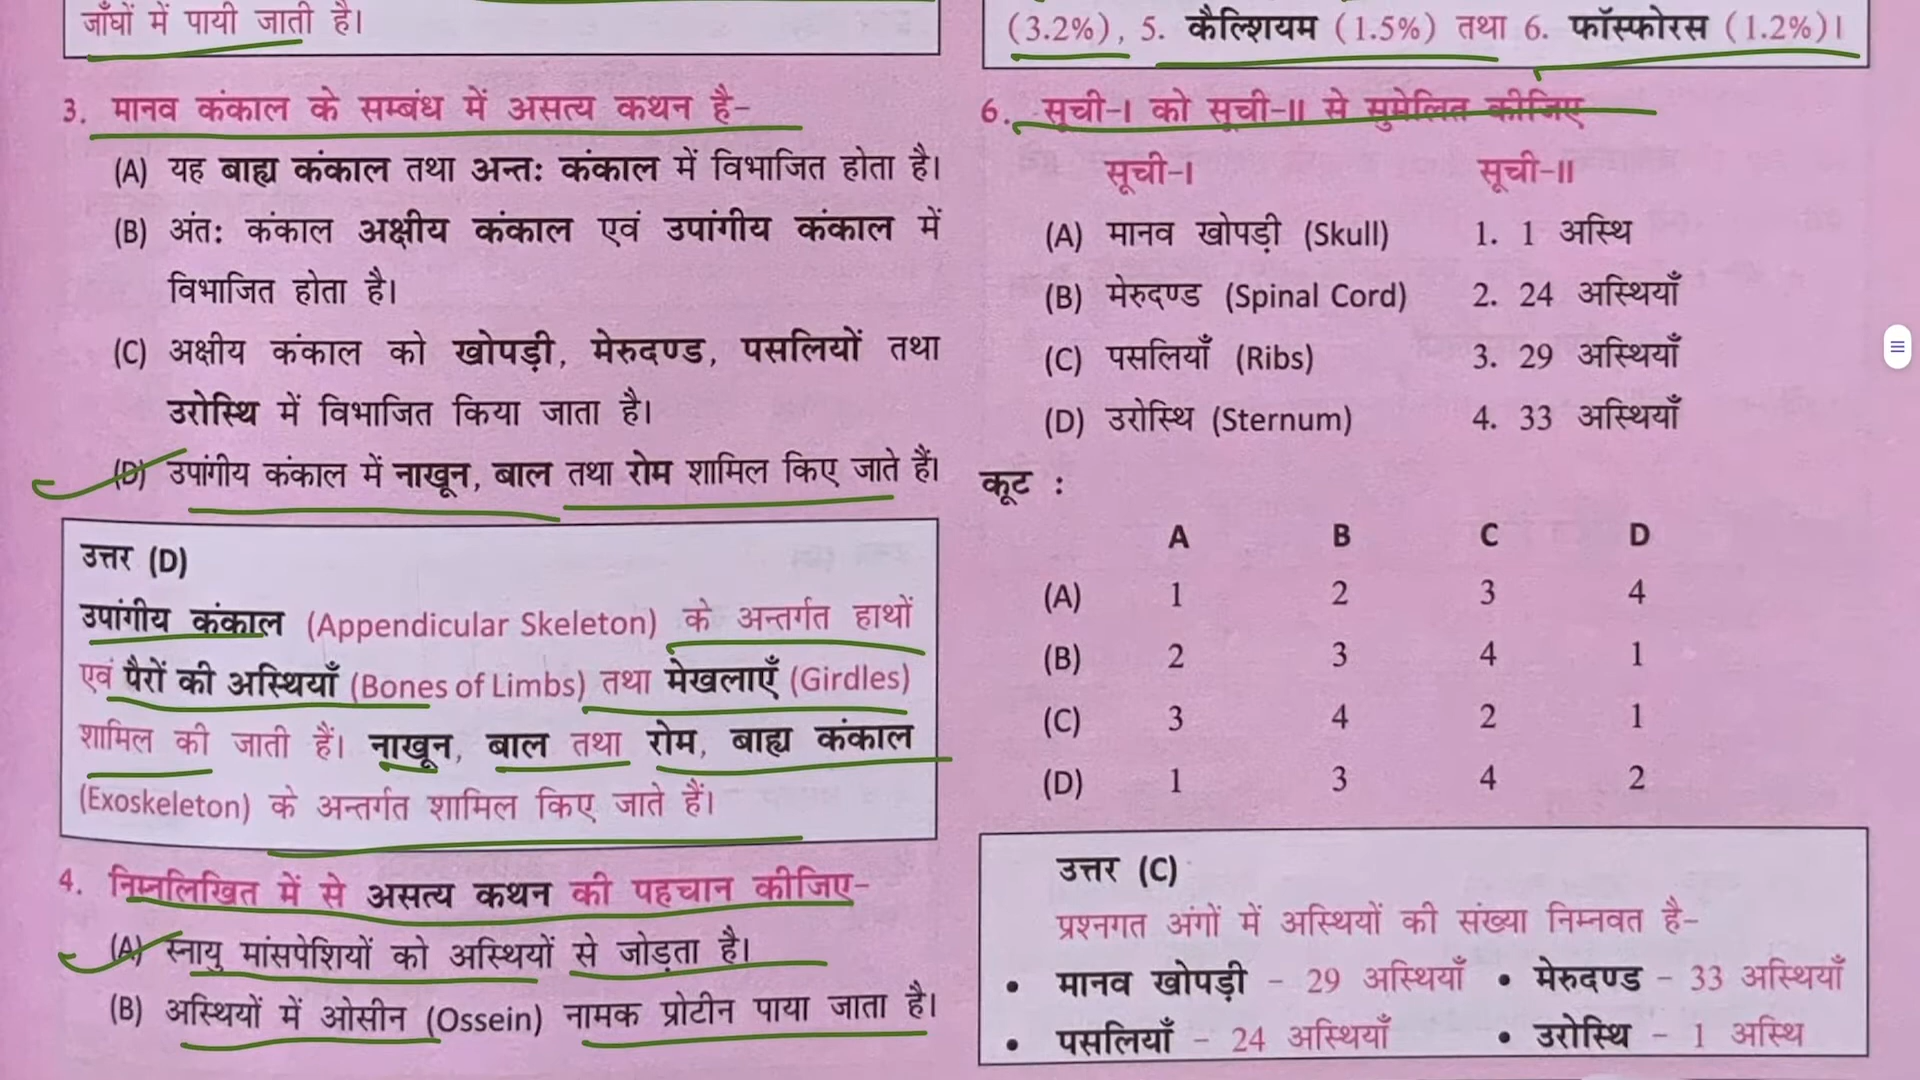 जाँघों में पायी जाती है।
3. मानव कंकाल के सम्बंध में असत्य कथन है–
(A) यह बाह्य कंकाल तथा अन्तः ककाल में विभाजित होता है।
(B) अंतः कंकाल अक्षीय कंकाल एवं उपांगीय कंकाल में
विभाजित होता है।
(C) अक्षीय कंकाल को खोपड़ी, मेरुदण्ड, पसलियों तथा
उरोस्थि में विभाजित किया जाता है।
(D) उपांगीय कंकाल में नाखून, बाल तथा रोम शामिल किए जाते हैं।
उत्तर (D)
उपांगीय कंकाल (Appendicular Skeleton) के अन्तर्गत हाथों
एवं पैरों की अस्थियाँ (Bones of Limbs) तथा मेखलाएँ (Girdles)
शामिल की जाती हैं। नाखून, बाल तथा रोम, बाह्य कंकाल
(Exoskeleton) के अन्तर्गत शामिल किए जाते हैं।
4. निम्नलिखित में से असत्य कथन की पहचान कीजिए–
(A) स्नायु मांसपेशियों को अस्थियों से जोड़ता है।
(B) अस्थियों में ओसीन (Ossein) नामक प्रोटीन पाया जाता है।
(3.2%), 5. कैल्शियम (1.5%) तथा 6. फॉस्फोरस (1.2%)।
6. सूची-I को सूची-II से सुमेलित कीजिए
सूची-I सूची-II
(A) मानव खोपड़ी (Skull) 1. 1 अस्थि
(B) मेरुदण्ड (Spinal Cord) 2. 24 अस्थियाँ
(C) पसलियाँ (Ribs) 3. 29 अस्थियाँ
(D) उरोस्थि (Sternum) 4. 33 अस्थियाँ
कूट :
A B C D
(A) 1 2 3 4
(B) 2 3 4 1
(C) 3 4 2 1
(D) 1 3 4 2
उत्तर (C)
प्रश्नगत अंगों में अस्थियों की संख्या निम्नवत है–
• मानव खोपड़ी – 29 अस्थियाँ • मेरुदण्ड – 33 अस्थियाँ
• पसलियाँ – 24 अस्थियाँ • उरोस्थि – 1 अस्थि